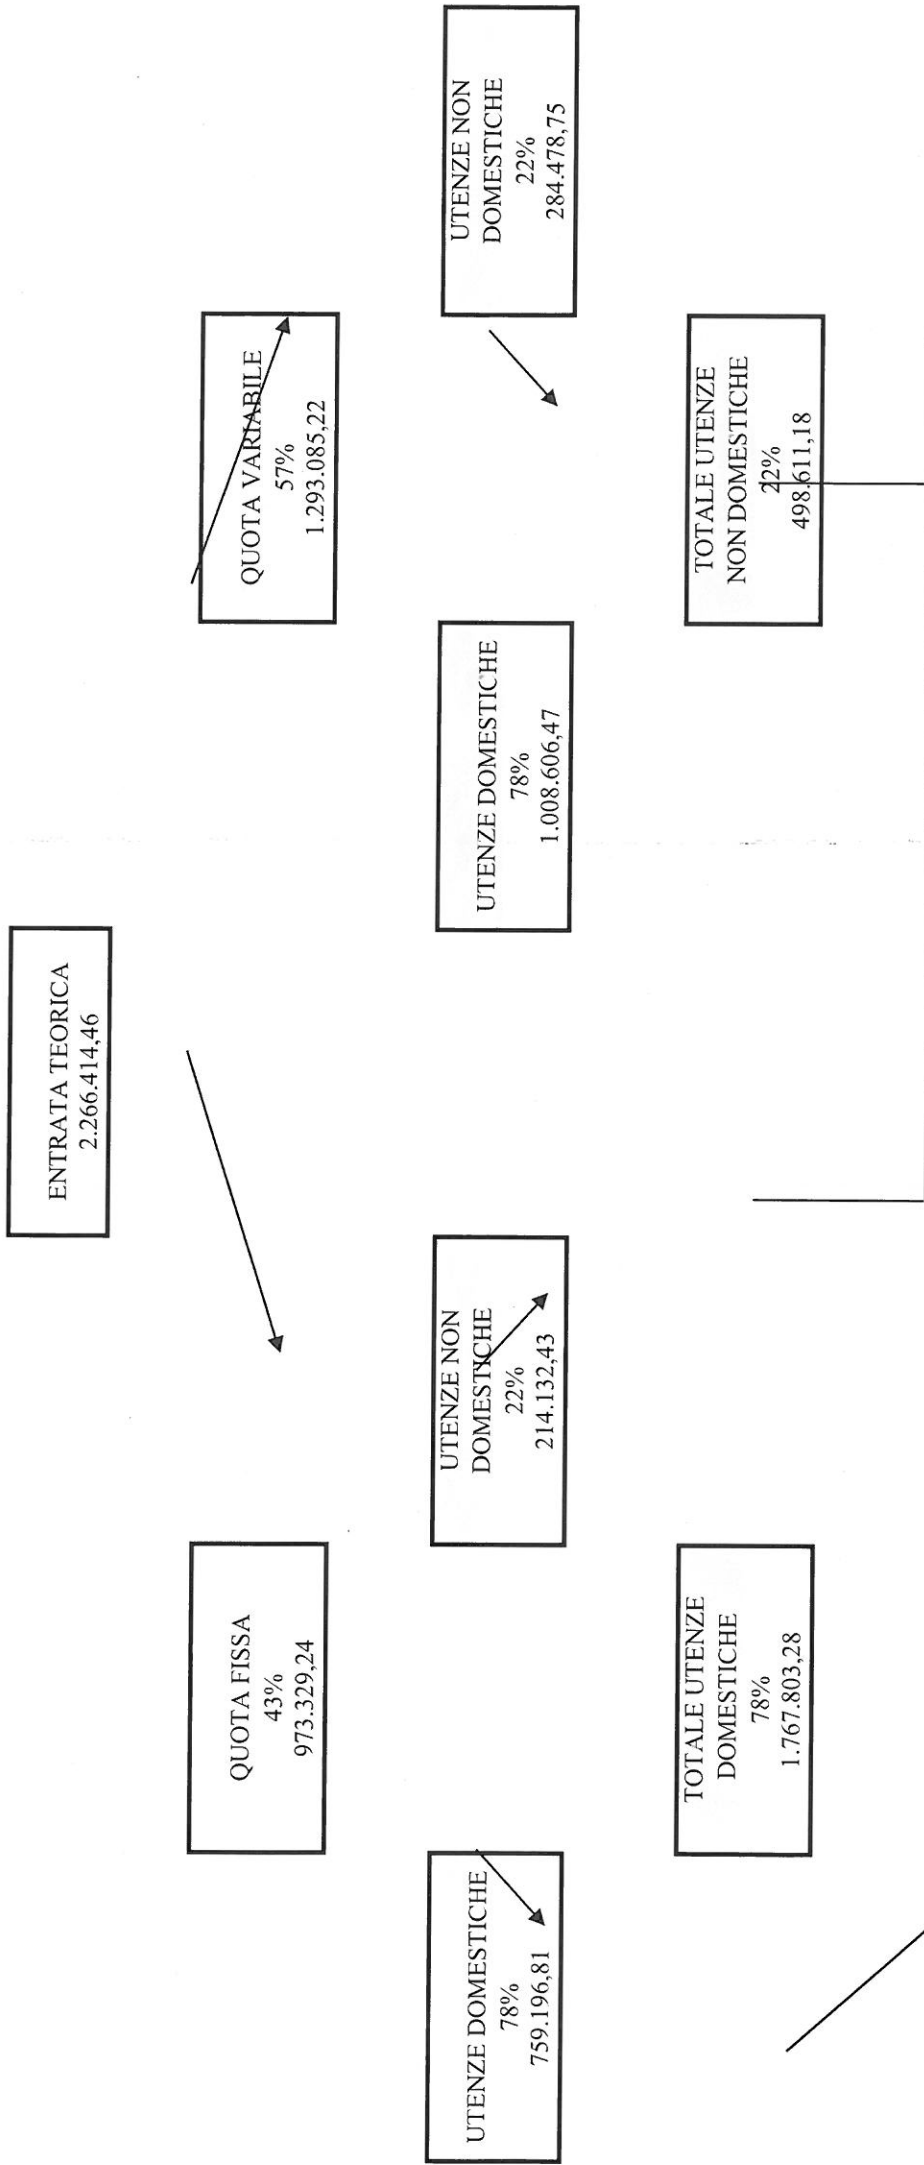 ENTRATA TEORICA
2.266.414,46
QUOTA FISSA
43%
973.329,24
QUOTA VARIABILE
57%
1.293.085,22
UTENZE DOMESTICHE
78%
759.196,81
UTENZE NON
DOMESTICHE
22%
214.132,43
UTENZE DOMESTICHE
78%
1.008.606,47
UTENZE NON
DOMESTICHE
22%
284.478,75
TOTALE UTENZE
DOMESTICHE
78%
1.767.803,28
TOTALE UTENZE
NON DOMESTICHE
22%
498.611,18